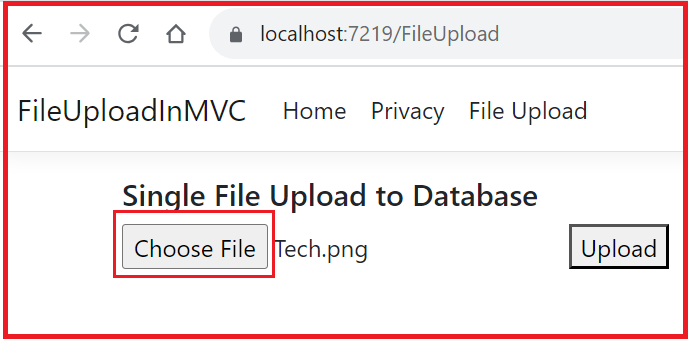 localhost:7219/FileUpload
FileUploadInMVC Home Privacy File Upload
Single File Upload to Database
Choose File Tech.png Upload